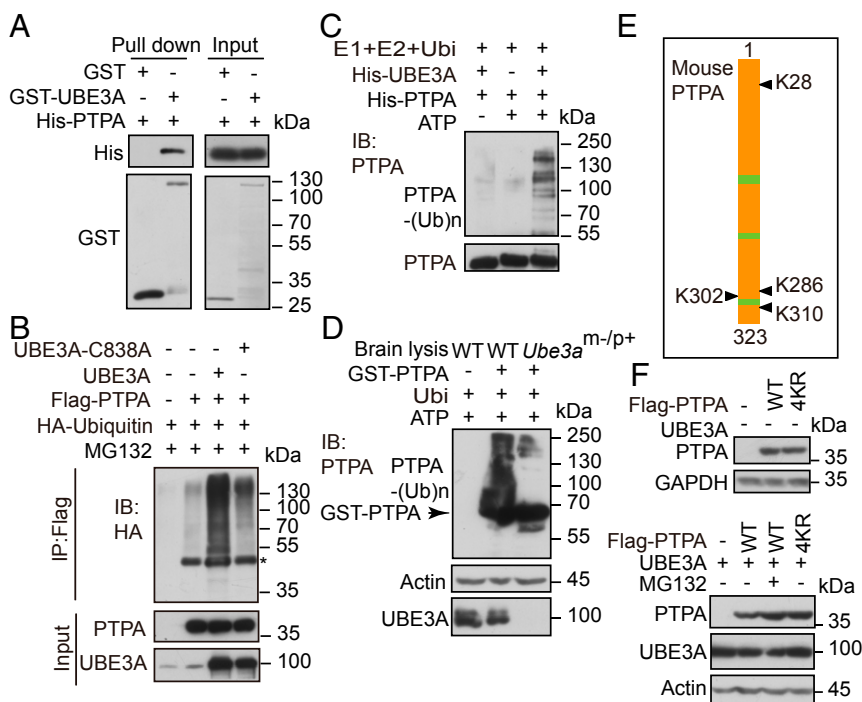 A
Pull down Input
GST + - + -
GST-UBE3A - + - +
His-PTPA + + + + kDa
His
GST
130
100
70
55
35
25
B
UBE3A-C838A - - - +
UBE3A - - + -
Flag-PTPA - + + +
HA-Ubiquitin + + + +
MG132 + + + + kDa
IP:Flag
IB:
HA
130
100
70
55
*
35
Input
PTPA 35
UBE3A 100
C
E1+E2+Ubi + + +
His-UBE3A + - +
His-PTPA + + +
ATP - + + kDa
IB:
PTPA
PTPA
-(Ub)n
250
130
100
70
55
PTPA
D
Brain lysis WT WT Ube3a m-/p+
GST-PTPA - + +
Ubi + + +
ATP + + + kDa
IB:
PTPA
PTPA
-(Ub)n
GST-PTPA
250
130
100
70
55
Actin 45
UBE3A 100
E
1
Mouse
PTPA
K28
K302
K286
K310
323
F
Flag-PTPA - WT 4KR
UBE3A - - - kDa
PTPA 35
GAPDH 35
Flag-PTPA - WT WT 4KR
UBE3A + + + +
MG132 + kDa
PTPA 35
UBE3A 100
Actin 45